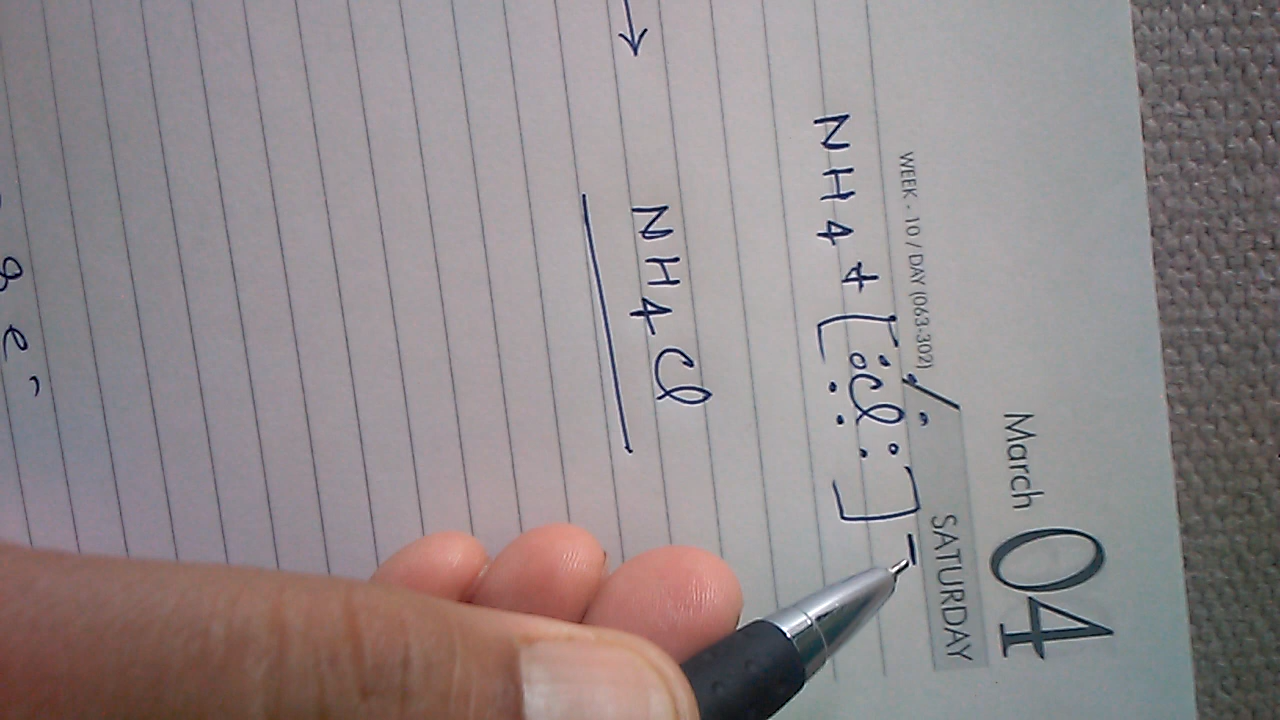 March 04
SATURDAY
WEEK - 10 / DAY (063-302)
NH4 + [:Cl:]-
→ NH4Cl